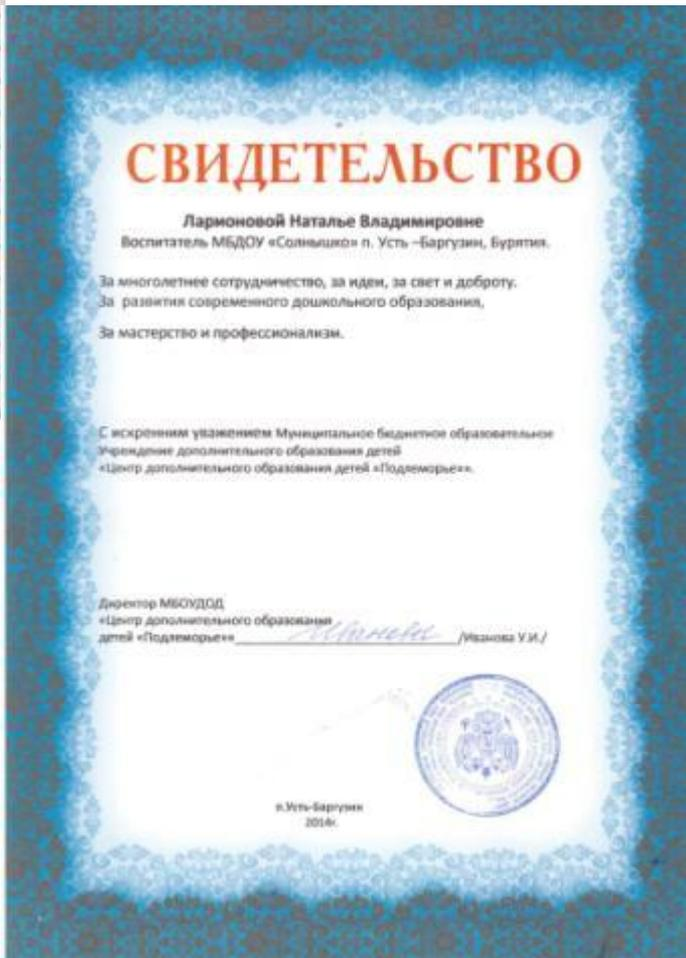 СВИДЕТЕЛЬСТВО
Ларионовой Наталье Владимировне
Воспитатель МБДОУ «Солнышко» п. Усть –Баргузин, Бурятия.
За многолетнее сотрудничество, за идеи, за свет и доброту.
За развития современного дошкольного образования,
За мастерство и профессионализм.
С искренним уважением Муниципальное бюджетное образовательное
Учреждение дополнительного образования детей
«Центр дополнительного образования детей «Подлеморье»».
Директор МБОУДОД
«Центр дополнительного образования
детей «Подлеморье»» Иванова /Иванова У.И./
п.Усть-Баргузин
2014г.